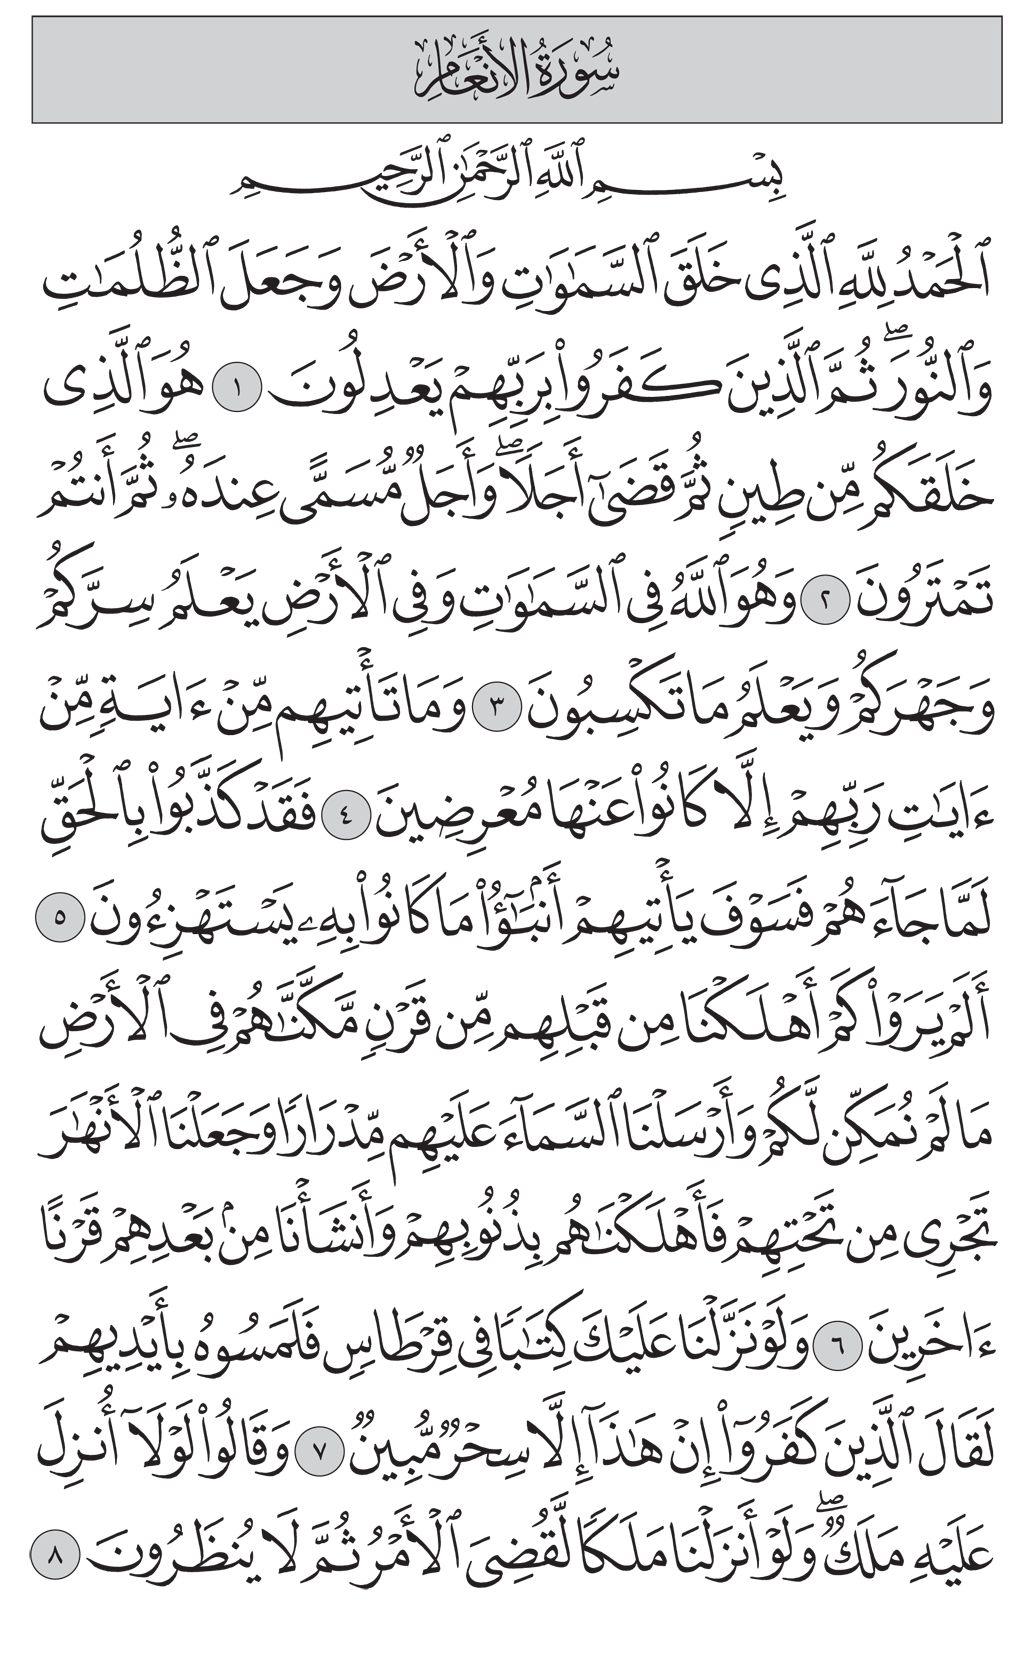 سُورَةُ الأَنْعَامِ
بِسْمِ ٱللَّهِ ٱلرَّحْمَٰنِ ٱلرَّحِيمِ
ٱلْحَمْدُ لِلَّهِ ٱلَّذِى خَلَقَ ٱلسَّمَٰوَٰتِ وَٱلْأَرْضَ وَجَعَلَ ٱلظُّلُمَٰتِ
وَٱلنُّورَ ۖ ثُمَّ ٱلَّذِينَ كَفَرُوا۟ بِرَبِّهِمْ يَعْدِلُونَ ١ هُوَ ٱلَّذِى
خَلَقَكُم مِّن طِينٍ ثُمَّ قَضَىٰٓ أَجَلًا ۖ وَأَجَلٌ مُّسَمًّى عِندَهُۥ ۖ ثُمَّ أَنتُمْ
تَمْتَرُونَ ٢ وَهُوَ ٱللَّهُ فِى ٱلسَّمَٰوَٰتِ وَفِى ٱلْأَرْضِ يَعْلَمُ سِرَّكُمْ
وَجَهْرَكُمْ وَيَعْلَمُ مَا تَكْسِبُونَ ٣ وَمَا تَأْتِيهِم مِّنْ ءَايَةٍ مِّنْ
ءَايَٰتِ رَبِّهِمْ إِلَّا كَانُوا۟ عَنْهَا مُعْرِضِينَ ٤ فَقَدْ كَذَّبُوا۟ بِٱلْحَقِّ
لَمَّا جَآءَهُمْ فَسَوْفَ يَأْتِيهِمْ أَنۢبَٰٓؤُا۟ مَا كَانُوا۟ بِهِۦ يَسْتَهْزِءُونَ ٥
أَلَمْ يَرَوْا۟ كَمْ أَهْلَكْنَا مِن قَبْلِهِم مِّن قَرْنٍ مَّكَّنَّٰهُمْ فِى ٱلْأَرْضِ
مَا لَمْ نُمَكِّن لَّكُمْ وَأَرْسَلْنَا ٱلسَّمَآءَ عَلَيْهِم مِّدْرَارًا وَجَعَلْنَا ٱلْأَنْهَٰرَ
تَجْرِى مِن تَحْتِهِمْ فَأَهْلَكْنَٰهُم بِذُنُوبِهِمْ وَأَنشَأْنَا مِنۢ بَعْدِهِمْ قَرْنًا
ءَاخَرِينَ ٦ وَلَوْ نَزَّلْنَا عَلَيْكَ كِتَٰبًا فِى قِرْطَاسٍ فَلَمَسُوهُ بِأَيْدِيهِمْ
لَقَالَ ٱلَّذِينَ كَفَرُوٓا۟ إِنْ هَٰذَآ إِلَّا سِحْرٌ مُّبِينٌ ٧ وَقَالُوا۟ لَوْلَآ أُنزِلَ
عَلَيْهِ مَلَكٌ ۖ وَلَوْ أَنزَلْنَا مَلَكًا لَّقُضِىَ ٱلْأَمْرُ ثُمَّ لَا يُنظَرُونَ ٨